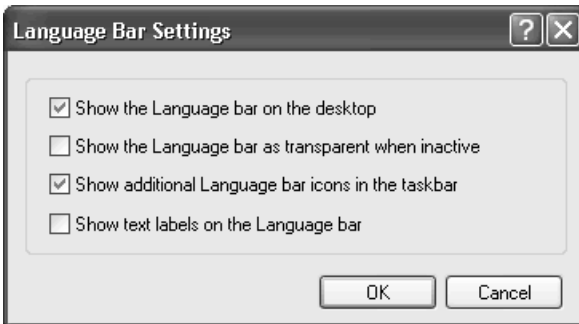 Language Bar Settings
Show the Language bar on the desktop
Show the Language bar as transparent when inactive
Show additional Language bar icons in the taskbar
Show text labels on the Language bar
OK Cancel